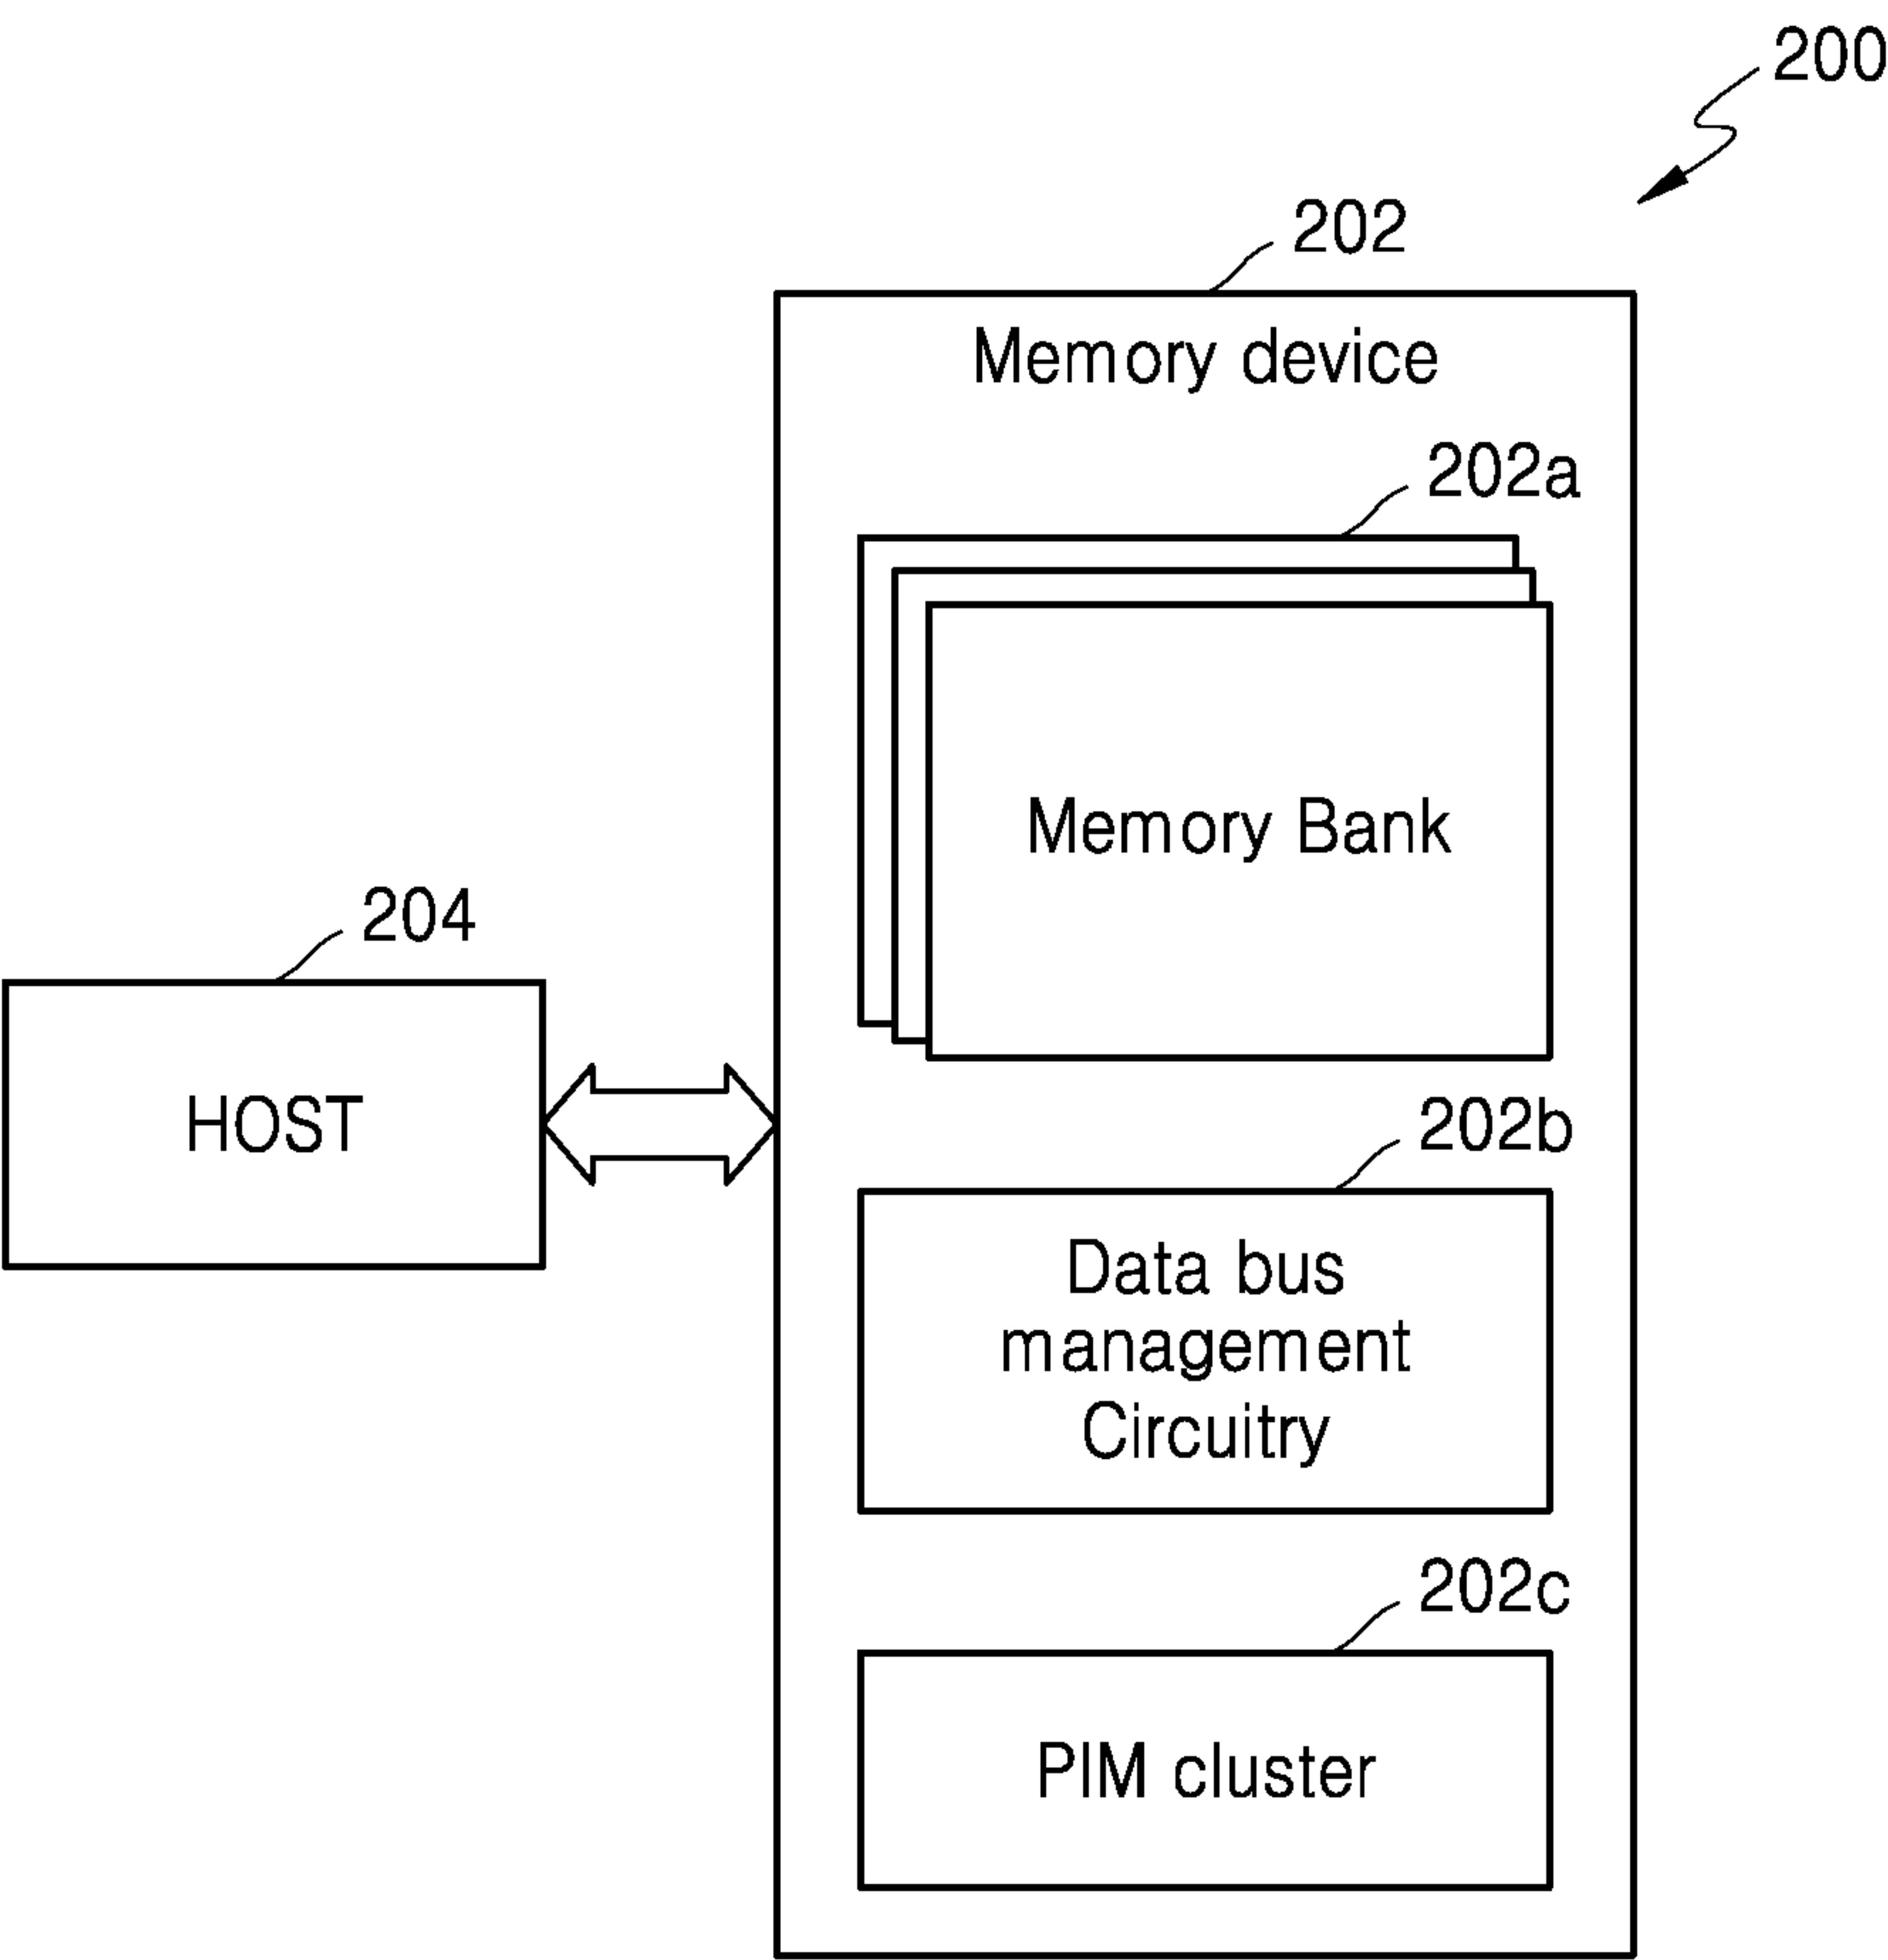 200
202
Memory device
202a
Memory Bank
204
HOST
202b
Data bus
management
Circuitry
202c
PIM cluster